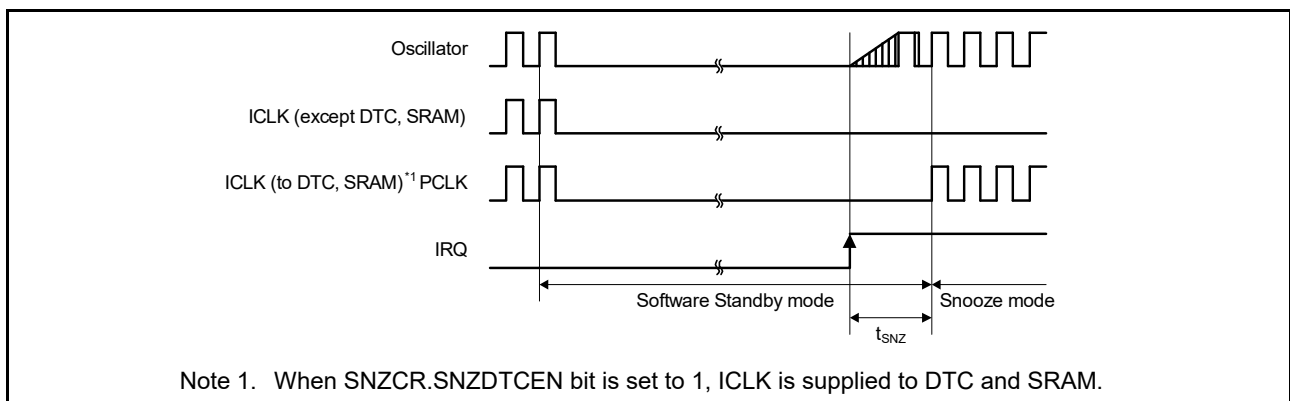 Oscillator
ICLK (except DTC, SRAM)
ICLK (to DTC, SRAM)*1 PCLK
IRQ
Software Standby mode
Snooze mode
tSNZ
Note 1. When SNZCR.SNZDTCEN bit is set to 1, ICLK is supplied to DTC and SRAM.